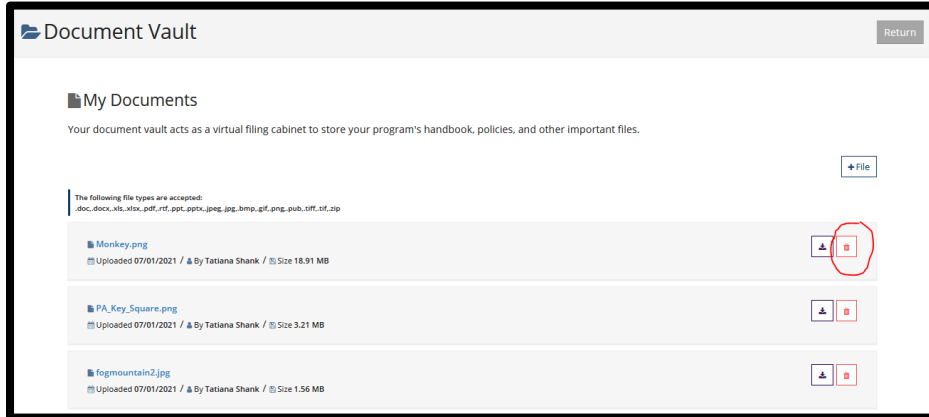 Document Vault
Return
My Documents
Your document vault acts as a virtual filing cabinet to store your program's handbook, policies, and other important files.
+File
The following file types are accepted:
.doc,.docx,.xls,.xlsx,.pdf,.rtf,.ppt,.pptx,.jpeg,.jpg,.bmp,.gif,.png,.pub,.tiff,.tif,.zip
Monkey.png
Uploaded 07/01/2021 / By Tatiana Shank / Size 18.91 MB
PA_Key_Square.png
Uploaded 07/01/2021 / By Tatiana Shank / Size 3.21 MB
fogmountain2.jpg
Uploaded 07/01/2021 / By Tatiana Shank / Size 1.56 MB